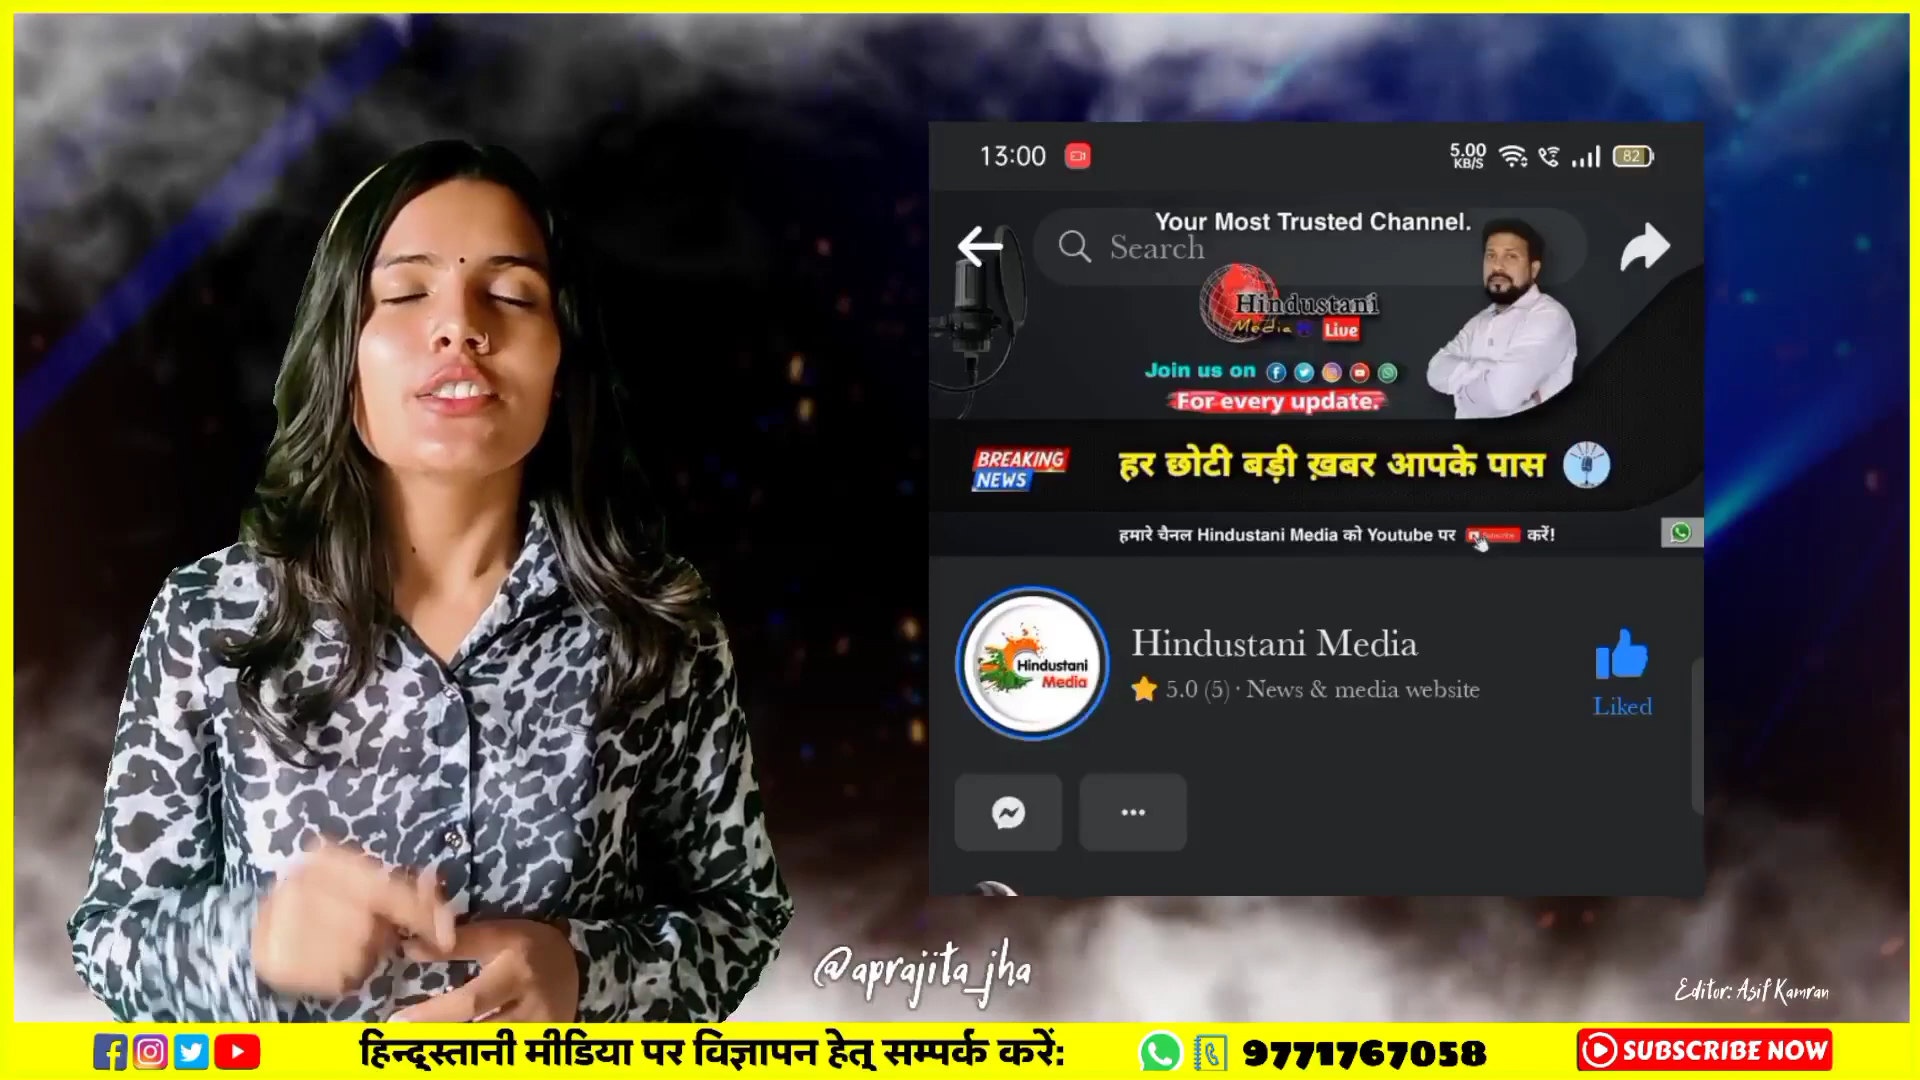 13:00
5.00
KB/S
82
Your Most Trusted Channel.
Search
Hindustani
Media
Live
Join us on
For every update.
BREAKING
NEWS
हर छोटी बड़ी ख़बर आपके पास
हमारे चैनल Hindustani Media को Youtube पर Subscribe करें!
Hindustani
Media
Hindustani Media
5.0 (5) · News & media website
Liked
@aprajita_jha
Editor: Asif Kamran
हिन्दुस्तानी मीडिया पर विज्ञापन हेतु सम्पर्क करें:
9771767058
SUBSCRIBE NOW